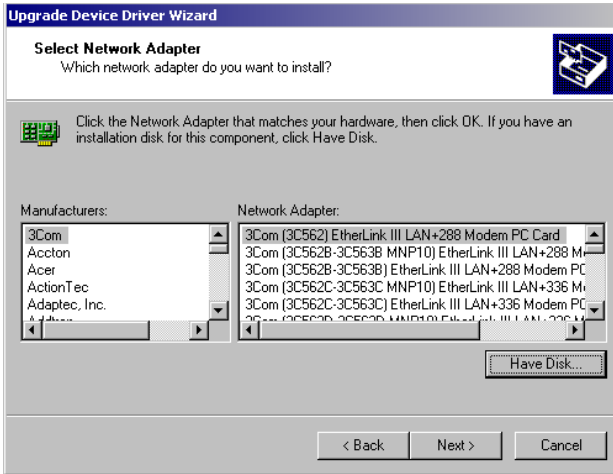 Upgrade Device Driver Wizard
Select Network Adapter
Which network adapter do you want to install?
Click the Network Adapter that matches your hardware, then click OK. If you have an
installation disk for this component, click Have Disk.
Manufacturers:
3Com
Accton
Acer
ActionTec
Adaptec, Inc.
Network Adapter:
3Com (3C562) EtherLink III LAN+288 Modem PC Card
3Com (3C562B-3C563B MNP10) EtherLink III LAN+288
3Com (3C562B-3C563B) EtherLink III LAN+288 Modem PC
3Com (3C562C-3C563C MNP10) EtherLink III LAN+336
3Com (3C562C-3C563C) EtherLink III LAN+336 Modem PC
Have Disk...
< Back
Next >
Cancel